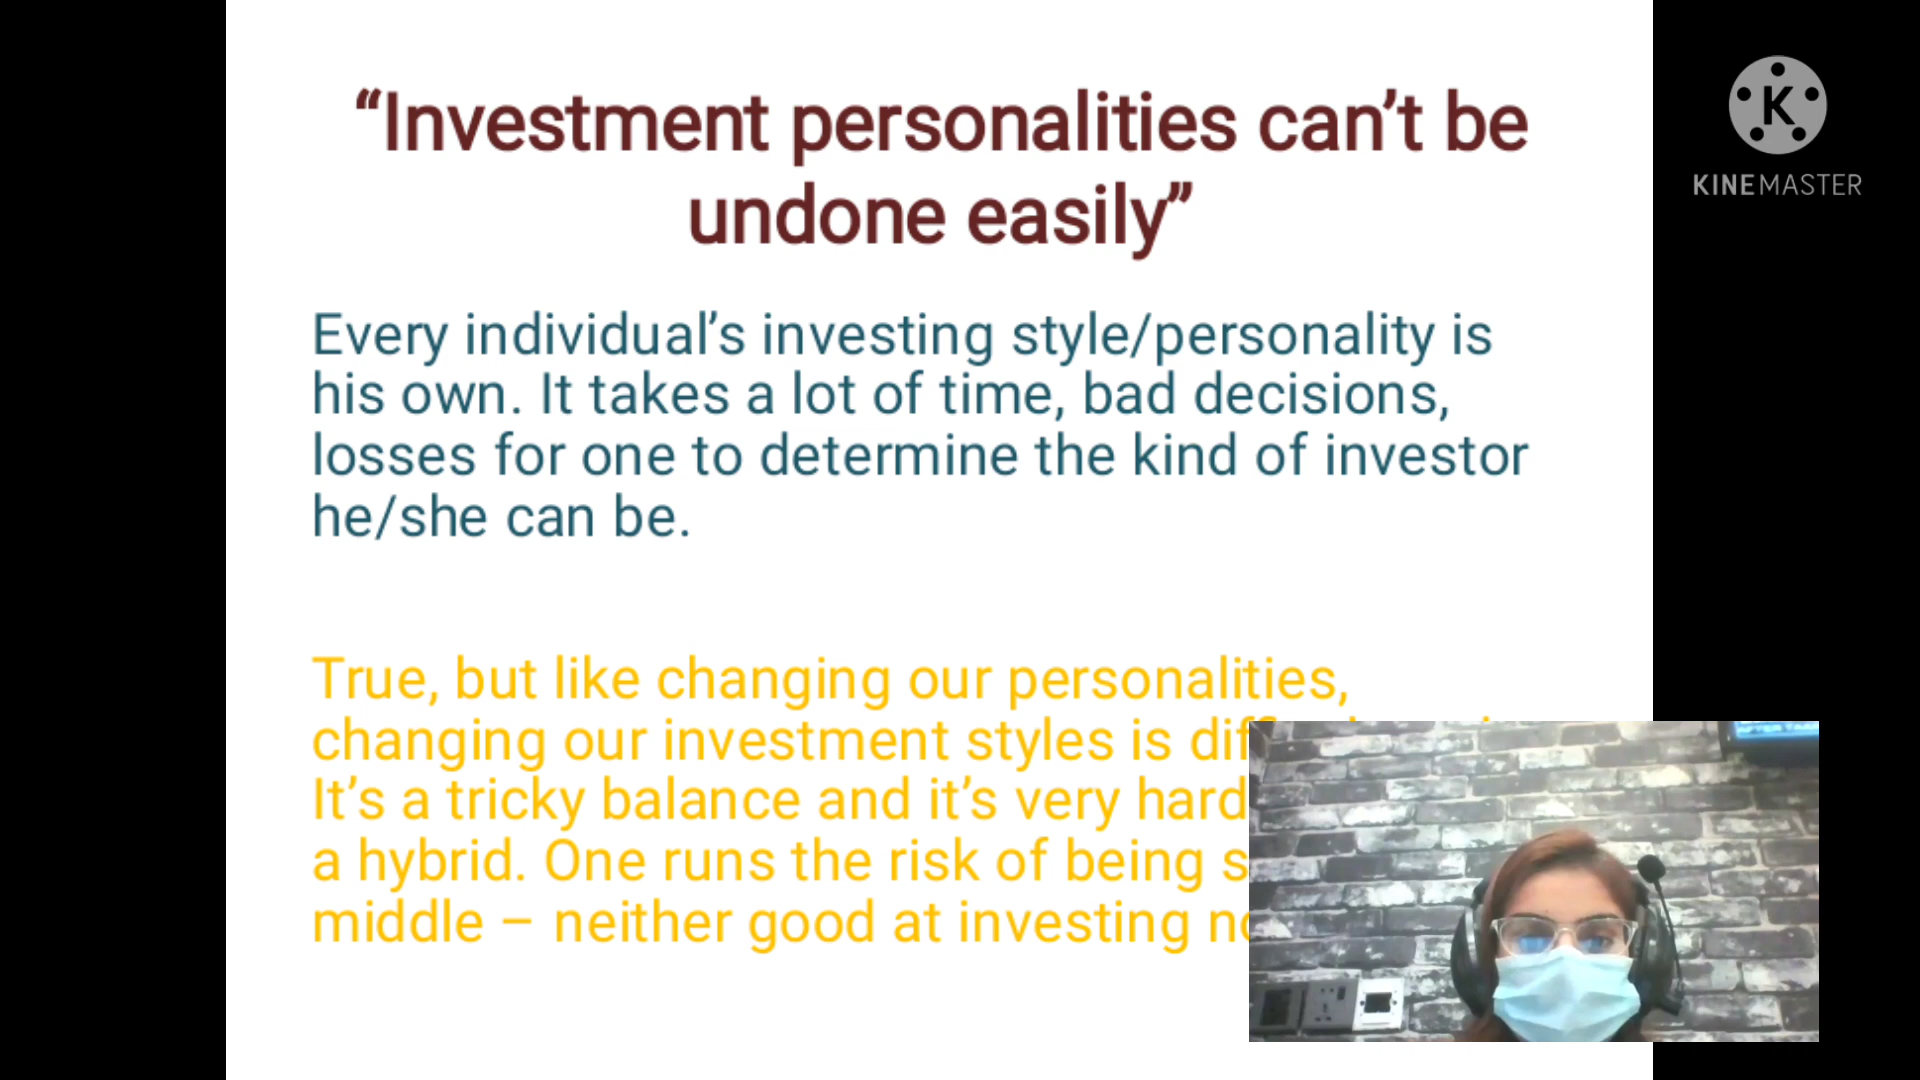 “Investment personalities can’t be
undone easily”
Every individual’s investing style/personality is
his own. It takes a lot of time, bad decisions,
losses for one to determine the kind of investor
he/she can be.
True, but like changing our personalities,
changing our investment styles is
It’s a tricky balance and it’s very hard
a hybrid. One runs the risk of being
middle – neither good at investing
K
KINEMASTER